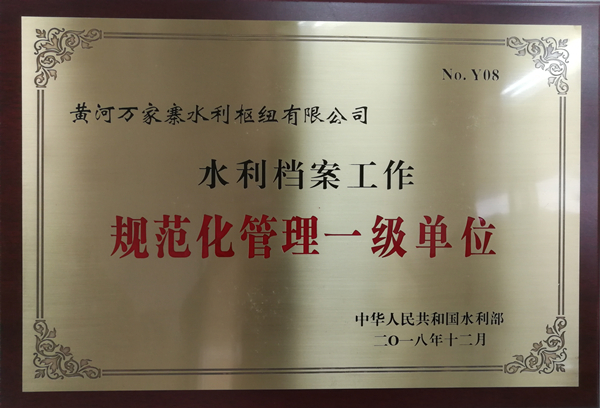 No. Y08
黄河万家寨水利枢纽有限公司
水利档案工作
规范化管理一级单位
中华人民共和国水利部
二〇一八年十二月